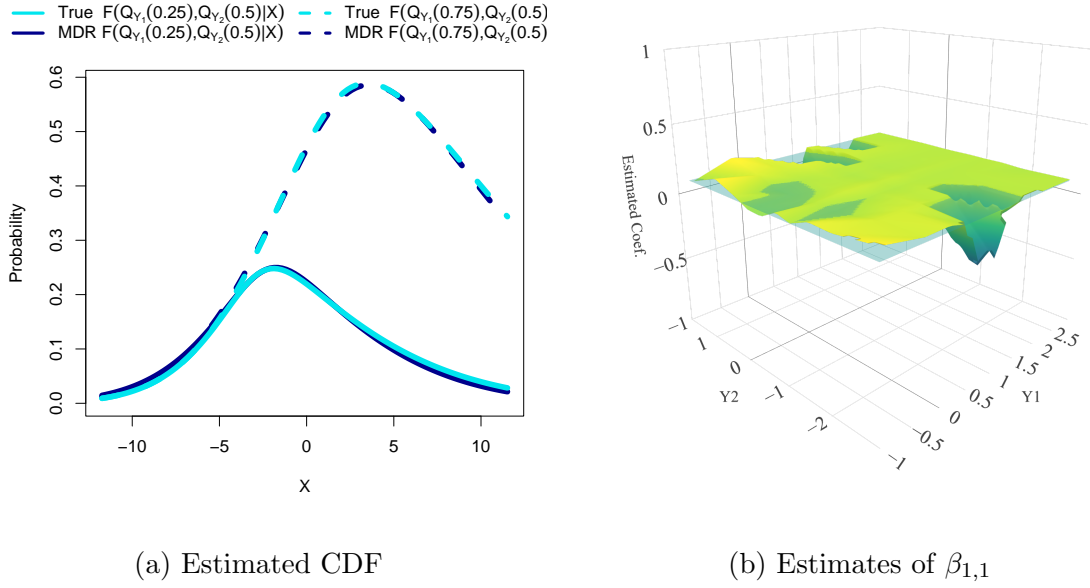 True F(Q_{Y_1}(0.25),Q_{Y_2}(0.5)|X) True F(Q_{Y_1}(0.75),Q_{Y_2}(0.5)
MDR F(Q_{Y_1}(0.25),Q_{Y_2}(0.5)|X) MDR F(Q_{Y_1}(0.75),Q_{Y_2}(0.5)
Probability
0.6
0.5
0.4
0.3
0.2
0.1
0.0
−10 −5 0 5 10
X
Estimated Coef.
1
0.5
0
−0.5
−1
Y2
1
0
−1
−2
Y1
2.5
2
1.5
1
0.5
0
−0.5
−1
(a) Estimated CDF
(b) Estimates of β_{1,1}